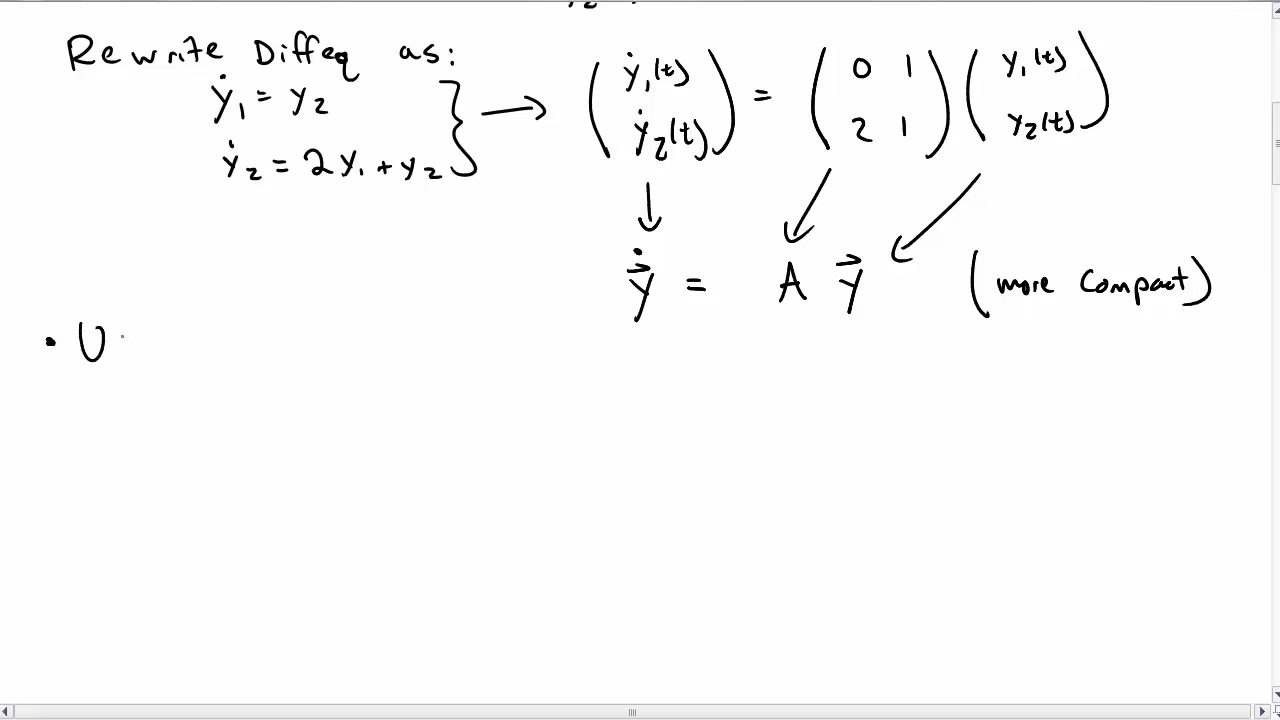 Rewrite Diffeq as:
ẏ₁ = y₂
ẏ₂ = 2y₁ + y₂
} → ( ẏ₁(t) ẏ₂(t) ) = ( 0 1 2 1 ) ( y₁(t) y₂(t) )
↓ ↙ ↙
ẏ⃗ = A y⃗ (more compact)
• U